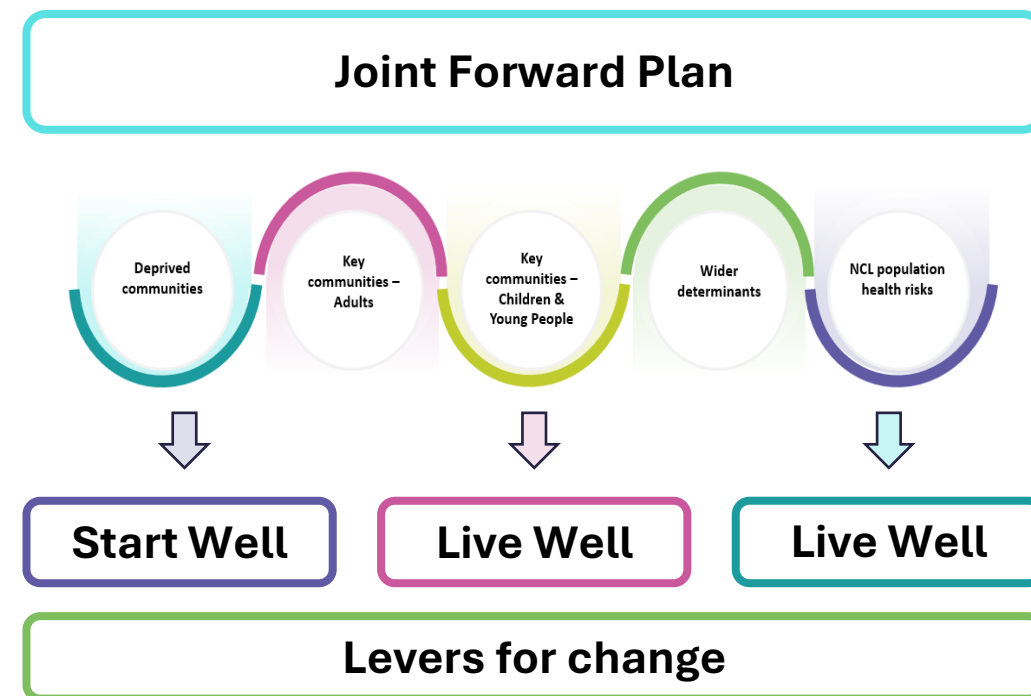 Joint Forward Plan
Deprived
communities
Key
communities –
Adults
Key
communities –
Children &
Young People
Wider
determinants
NCL population
health risks
Start Well
Live Well
Live Well
Levers for change